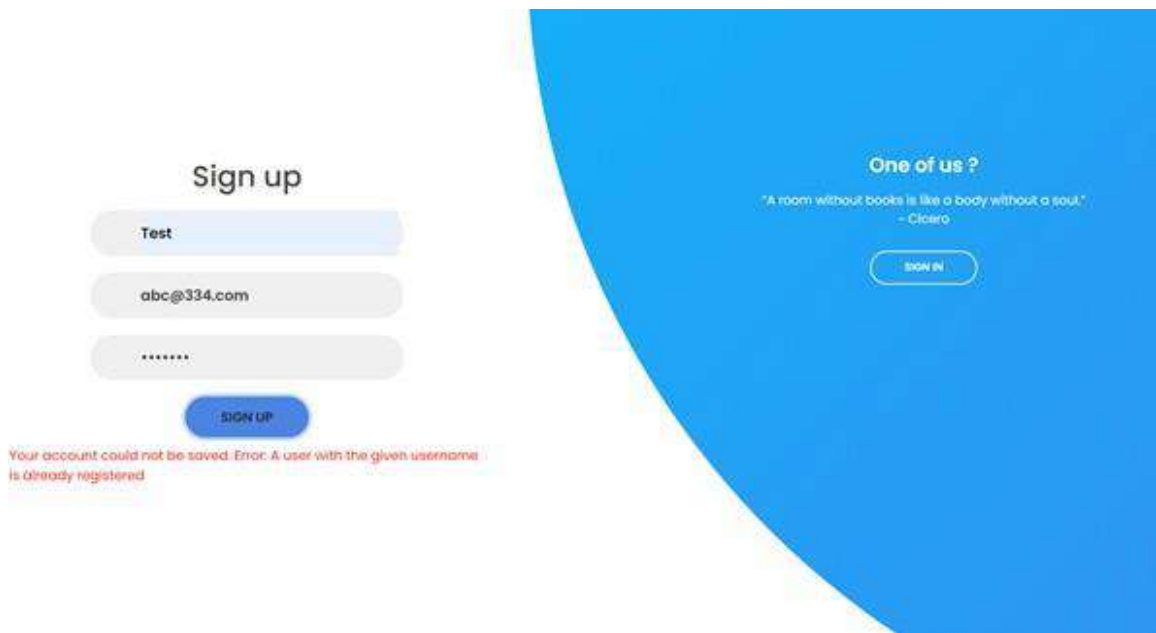 Sign up
Test
abc@334.com
•••••••
SIGN UP
Your account could not be saved. Error: A user with the given username
is already registered
One of us ?
"A room without books is like a body without a soul."
- Cicero
SIGN IN